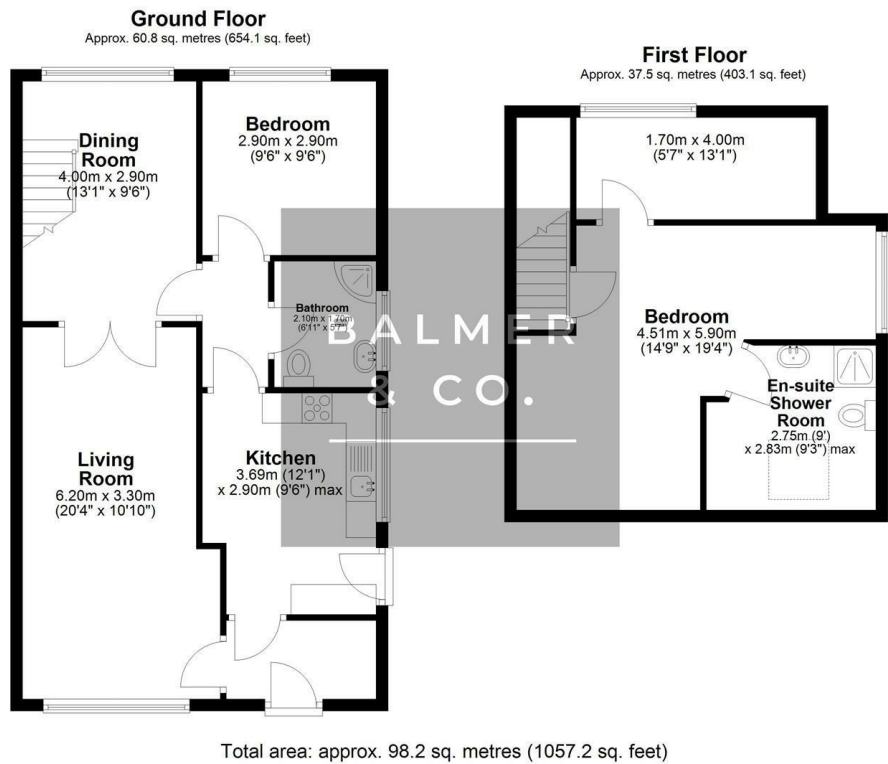 Ground Floor
Approx. 60.8 sq. metres (654.1 sq. feet)
Dining
Room
4.00m x 2.90m
(13'1" x 9'6")
Bedroom
2.90m x 2.90m
(9'6" x 9'6")
Bathroom
2.10m x 1.70m
(6'11" x 5'7")
Kitchen
3.69m (12'1")
x 2.90m (9'6") max
Living
Room
6.20m x 3.30m
(20'4" x 10'10")
First Floor
Approx. 37.5 sq. metres (403.1 sq. feet)
1.70m x 4.00m
(5'7" x 13'1")
Bedroom
4.51m x 5.90m
(14'9" x 19'4")
En-suite
Shower
Room
2.75m (9')
x 2.83m (9'3") max
BALMER
& CO.
Total area: approx. 98.2 sq. metres (1057.2 sq. feet)